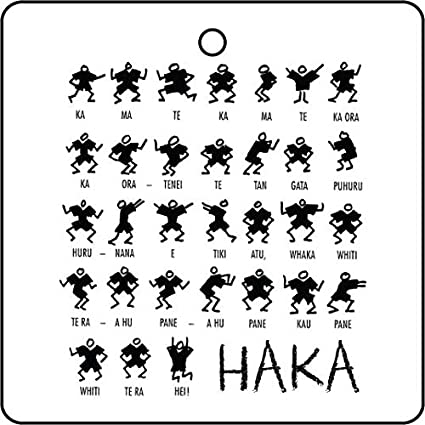 KA MA TE KA MA TE KA ORA
KA ORA – TENEI TE TAN GATA PUHURU
HURU – NANA E TIKI ATU, WHAKA WHITI
TE RA – A HU PANE – A HU PANE KAU PANE
WHITI TE RA HEI! HAKA